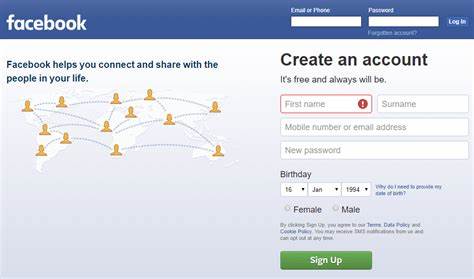 facebook
Email or Phone
Password
Log In
Forgotten account?
Facebook helps you connect and share with the
people in your life.
Create an account
It's free and always will be.
First name
Surname
Mobile number or email address
New password
Birthday
16 Jan 1994
Why do I need to provide my
date of birth?
Female Male
By clicking Sign Up, you agree to our Terms, Data Policy and
Cookie Policy. You may receive SMS notifications from us and
can opt out at any time.
Sign Up